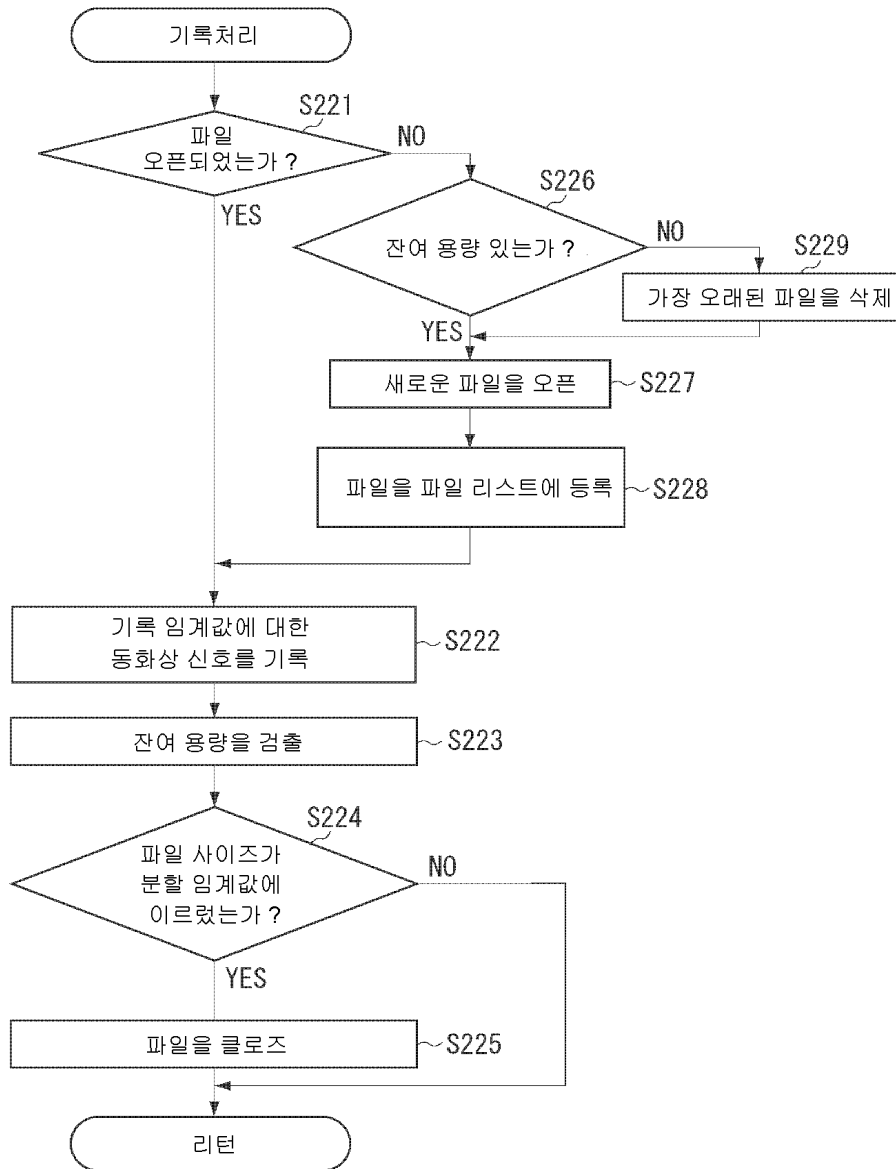 기록처리
S221
파일
오픈되었는가 ?
NO
YES
S226
잔여 용량 있는가 ?
NO
S229
가장 오래된 파일을 삭제
YES
새로운 파일을 오픈
S227
파일을 파일 리스트에 등록
S228
기록 임계값에 대한
동화상 신호를 기록
S222
잔여 용량을 검출
S223
S224
파일 사이즈가
분할 임계값에
이르렀는가 ?
NO
YES
파일을 클로즈
S225
리턴